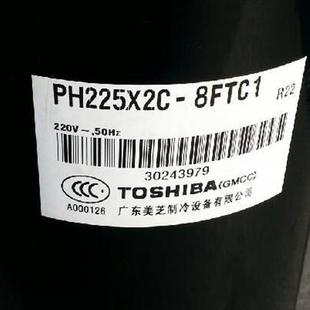 PH225X2C-8FTC1 R22
220V~,50Hz
30243979
CCC TOSHIBA(GMCC)
A000126
广东美芝制冷设备有限公司